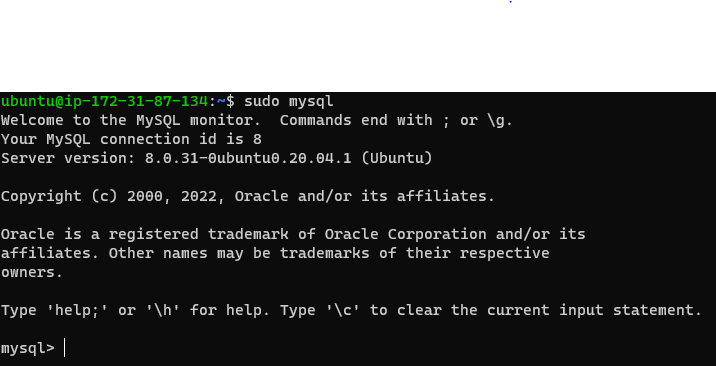 ubuntu@ip-172-31-87-134:~$ sudo mysql
Welcome to the MySQL monitor.  Commands end with ; or \g.
Your MySQL connection id is 8
Server version: 8.0.31-0ubuntu0.20.04.1 (Ubuntu)

Copyright (c) 2000, 2022, Oracle and/or its affiliates.

Oracle is a registered trademark of Oracle Corporation and/or its
affiliates. Other names may be trademarks of their respective
owners.

Type 'help;' or '\h' for help. Type '\c' to clear the current input statement.

mysql>